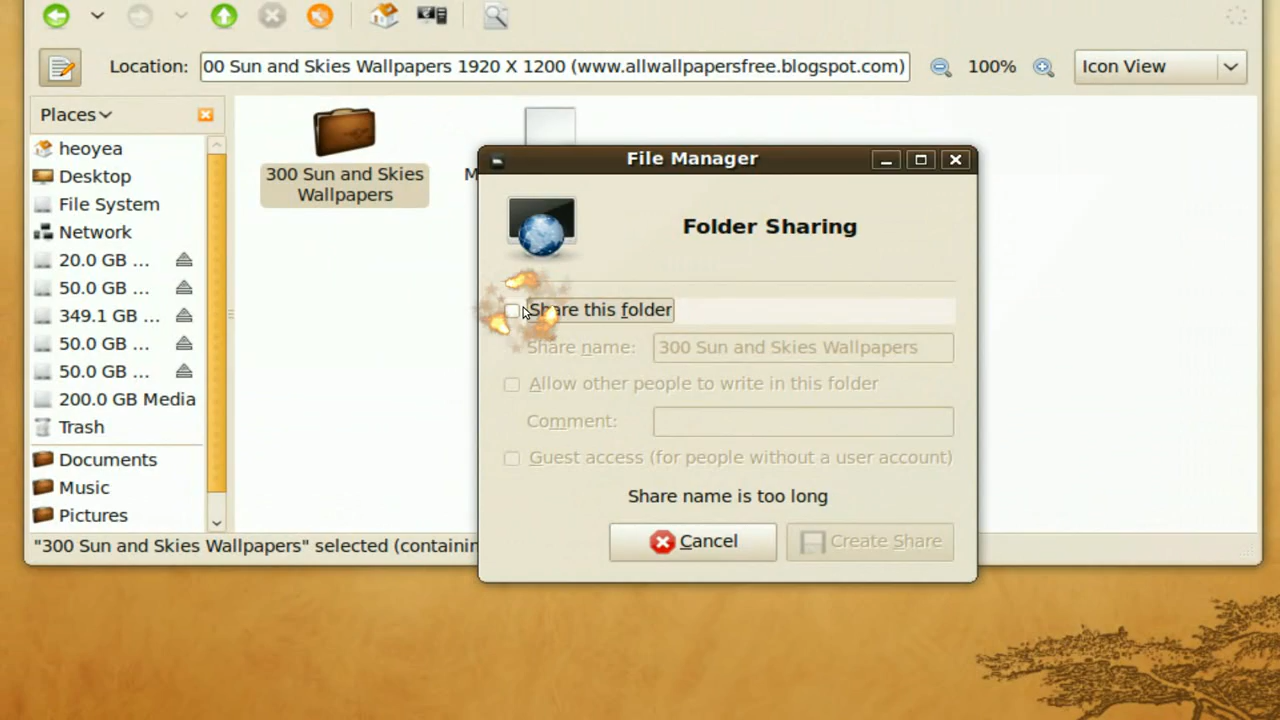 Location: 00 Sun and Skies Wallpapers 1920 X 1200 (www.allwallpapersfree.blogspot.com) 100% Icon View
Places
heoyea
Desktop
File System
Network
20.0 GB ...
50.0 GB ...
349.1 GB ...
50.0 GB ...
50.0 GB ...
200.0 GB Media
Trash
Documents
Music
Pictures
300 Sun and Skies
Wallpapers
M
File Manager
Folder Sharing
Share this folder
Share name: 300 Sun and Skies Wallpapers
Allow other people to write in this folder
Comment:
Guest access (for people without a user account)
Share name is too long
Cancel Create Share
"300 Sun and Skies Wallpapers" selected (containin